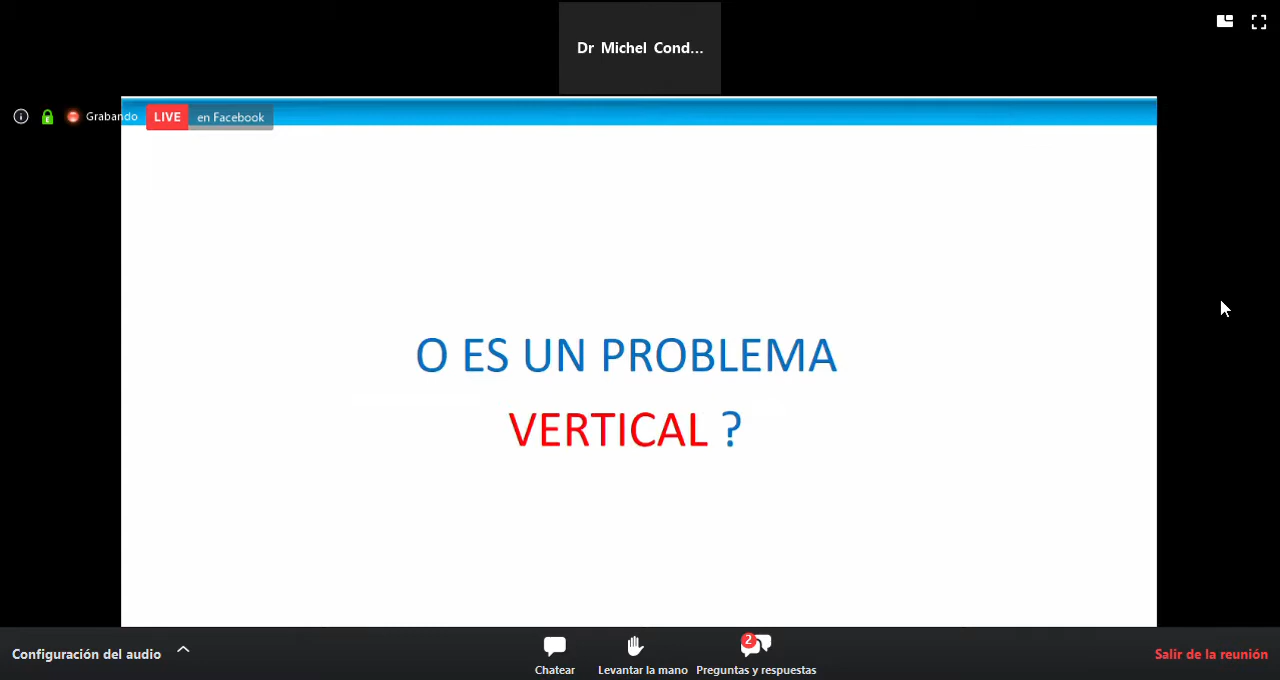 Dr Michel Cond...
Grabando
LIVE en Facebook
O ES UN PROBLEMA
VERTICAL ?
Configuración del audio
Chatear
Levantar la mano
2
Preguntas y respuestas
Salir de la reunión